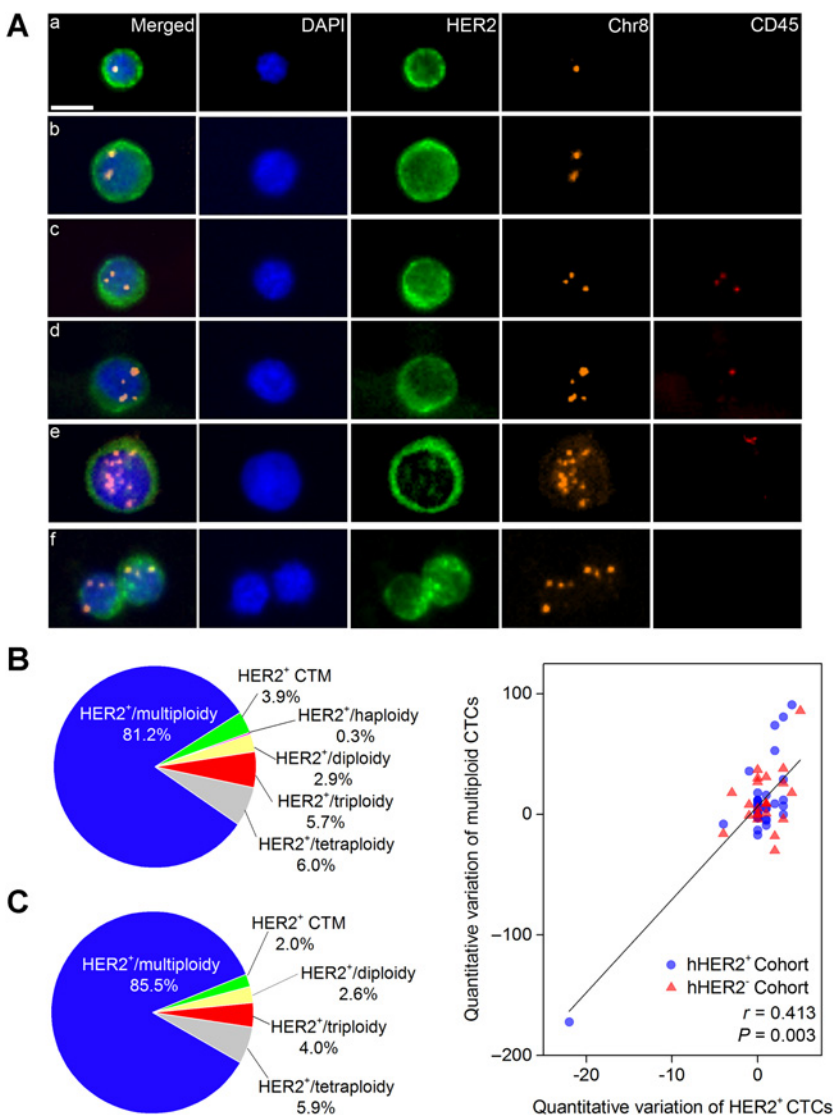 A
a
Merged
DAPI
HER2
Chr8
CD45
b
c
d
e
f
B
HER2⁺ CTM
3.9%
HER2⁺/multiploidy
81.2%
HER2⁺/haploidy
0.3%
HER2⁺/diploidy
2.9%
HER2⁺/triploidy
5.7%
HER2⁺/tetraploidy
6.0%
C
HER2⁺ CTM
2.0%
HER2⁺/multiploidy
85.5%
HER2⁺/diploidy
2.6%
HER2⁺/triploidy
4.0%
HER2⁺/tetraploidy
5.9%
Quantitative variation of multiploid CTCs
100
0
−100
−200
hHER2⁺ Cohort
hHER2⁻ Cohort
r = 0.413
P = 0.003
-20
-10
0
Quantitative variation of HER2⁺ CTCs